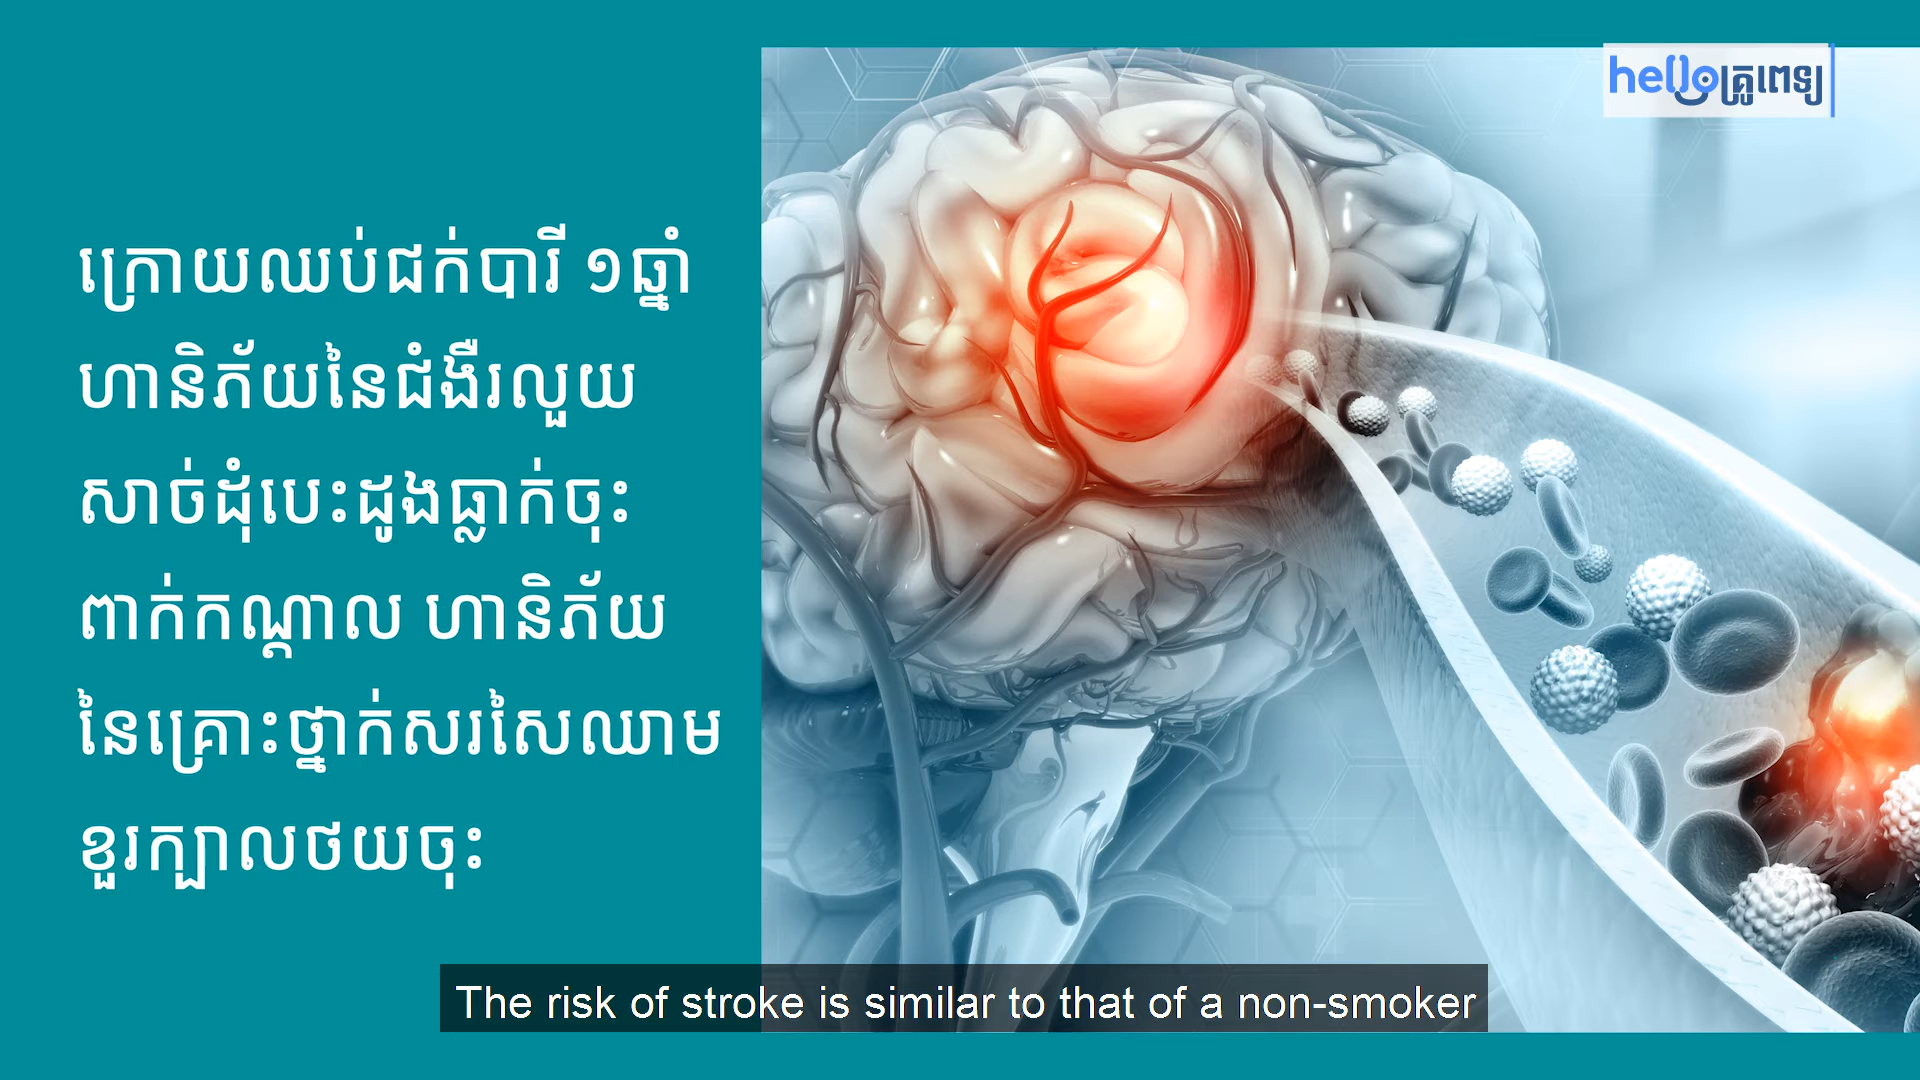 helloគ្រូពេទ្យ
ក្រោយឈប់ជក់បារី ១ឆ្នាំ
ហានិភ័យនៃជំងឺរលួយ
សាច់ដុំបេះដូងធ្លាក់ចុះ
ពាក់កណ្ដាល ហានិភ័យ
នៃគ្រោះថ្នាក់សរសៃឈាម
ខួរក្បាលថយចុះ
The risk of stroke is similar to that of a non-smoker